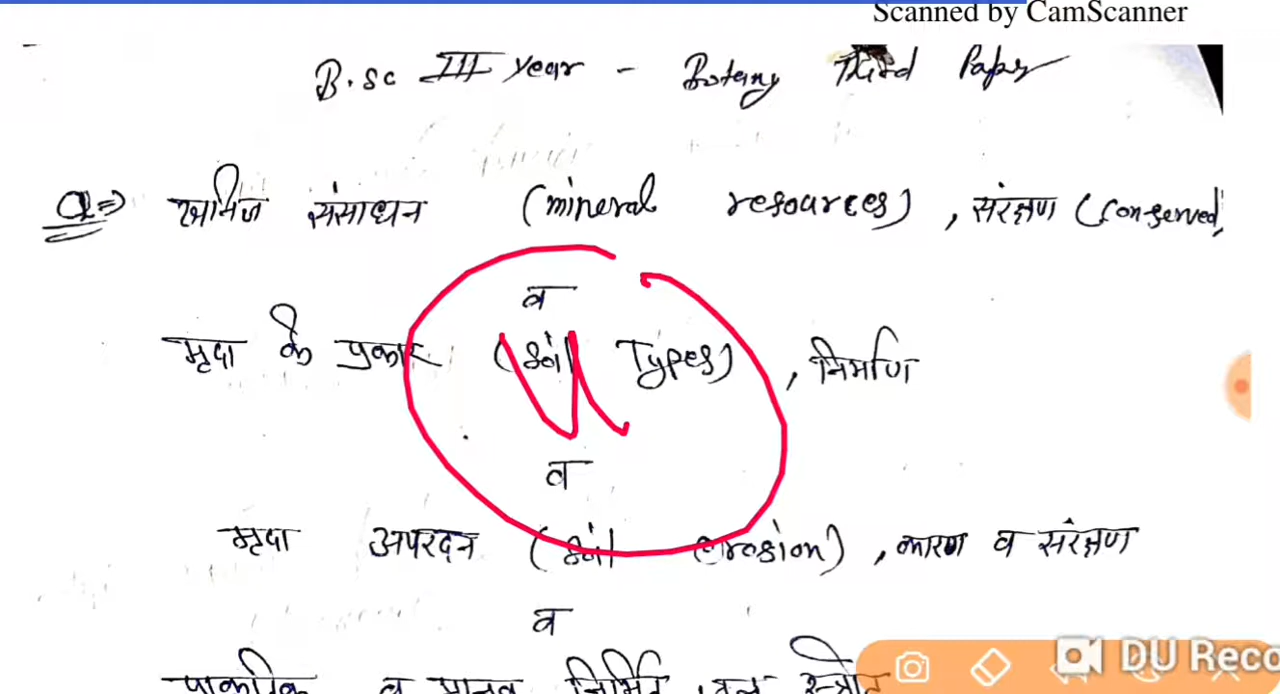 Scanned by CamScanner
B.sc III year - Botany Third Paper
Q⇒ खनिज संसाधन (mineral resources), संरक्षण (conserved,
व
मृदा के प्रकार (soil Types), निर्माण
व
मृदा अपरदन (soil erosion), कारण व संरक्षण
व
प्राकृतिक व मानव निर्मित
DU Reco